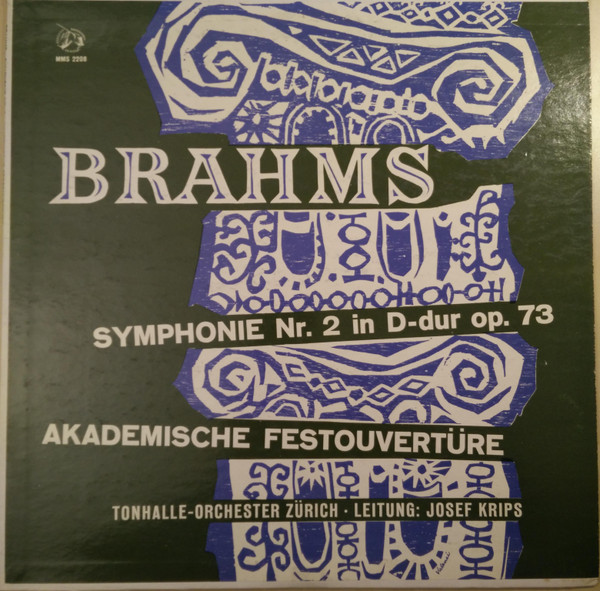 MMS 2208
BRAHMS
SYMPHONIE Nr. 2 in D-dur op. 73
AKADEMISCHE FESTOUVERTÜRE
TONHALLE-ORCHESTER ZÜRICH · LEITUNG: JOSEF KRIPS